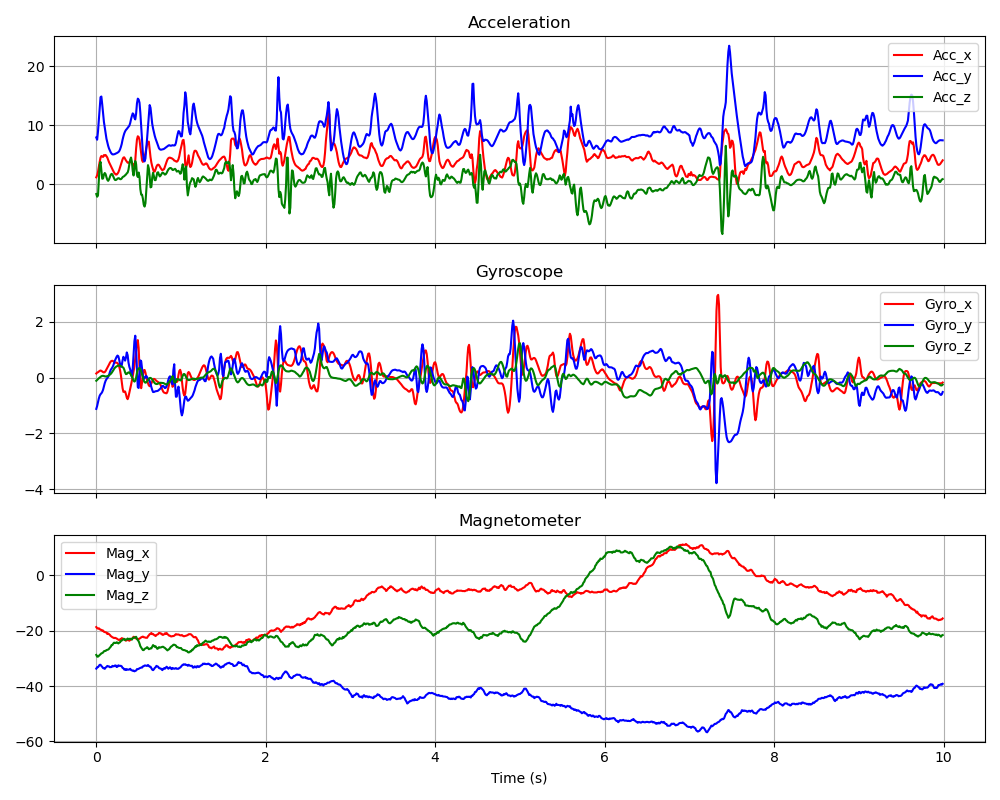 Acceleration
20
10
0
Acc_x
Acc_y
Acc_z
Gyroscope
2
0
−2
−4
Gyro_x
Gyro_y
Gyro_z
Magnetometer
0
−20
−40
−60
Mag_x
Mag_y
Mag_z
0 2 4 6 8 10
Time (s)